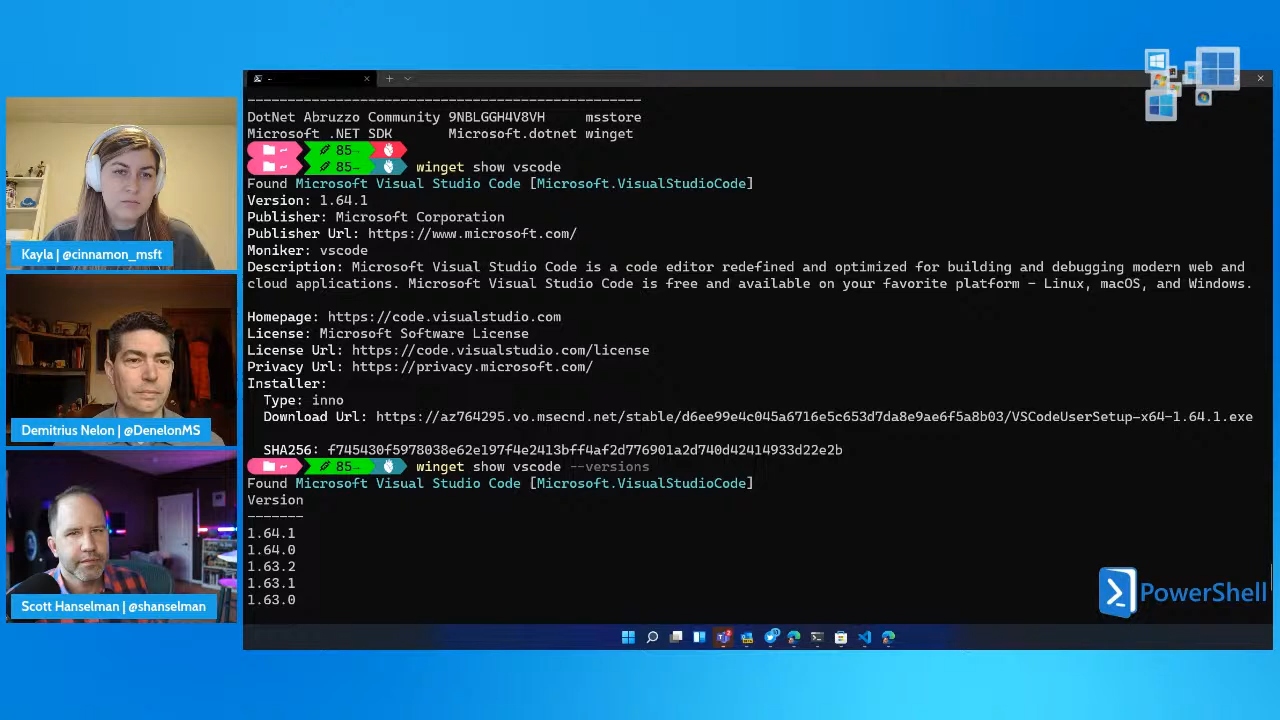 DotNet Abruzzo Community 9NBLGGH4V8VH msstore
Microsoft .NET SDK Microsoft.dotnet winget
~ 85
~ 85 winget show vscode
Found Microsoft Visual Studio Code [Microsoft.VisualStudioCode]
Version: 1.64.1
Publisher: Microsoft Corporation
Publisher Url: https://www.microsoft.com/
Moniker: vscode
Description: Microsoft Visual Studio Code is a code editor redefined and optimized for building and debugging modern web and
cloud applications. Microsoft Visual Studio Code is free and available on your favorite platform - Linux, macOS, and Windows.
Homepage: https://code.visualstudio.com
License: Microsoft Software License
License Url: https://code.visualstudio.com/license
Privacy Url: https://privacy.microsoft.com/
Installer:
Type: inno
Download Url: https://az764295.vo.msecnd.net/stable/d6ee99e4c045a6716e5c653d7da8e9ae6f5a8b03/VSCodeUserSetup-x64-1.64.1.exe
SHA256: f745430f5978038e62e197f4e2413bff4af2d776901a2d740d42414933d22e2b
~ 85 winget show vscode --versions
Found Microsoft Visual Studio Code [Microsoft.VisualStudioCode]
Version
-------
1.64.1
1.64.0
1.63.2
1.63.1
1.63.0
Kayla | @cinnamon_msft
Demitrius Nelon | @DenelonMS
Scott Hanselman | @shanselman
PowerShell